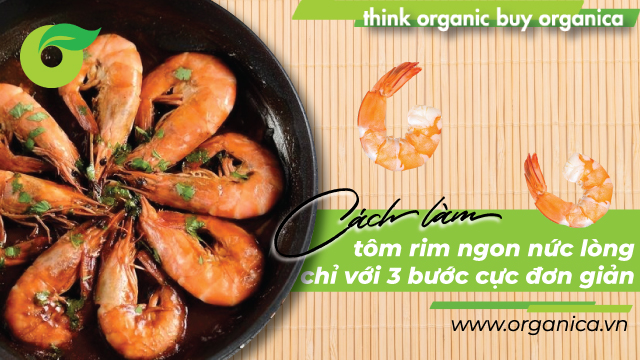 think organic buy organica
Cách làm
tôm rim ngon nức lòng
chỉ với 3 bước cực đơn giản
www.organica.vn